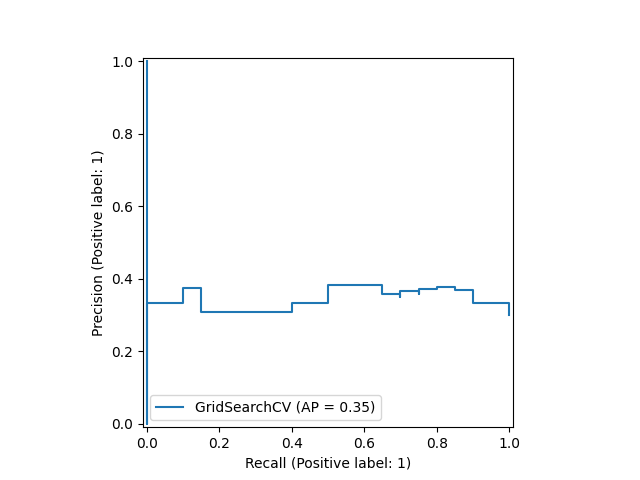 1.0
0.8
0.6
0.4
0.2
0.0
Precision (Positive label: 1)
GridSearchCV (AP = 0.35)
0.0 0.2 0.4 0.6 0.8 1.0
Recall (Positive label: 1)